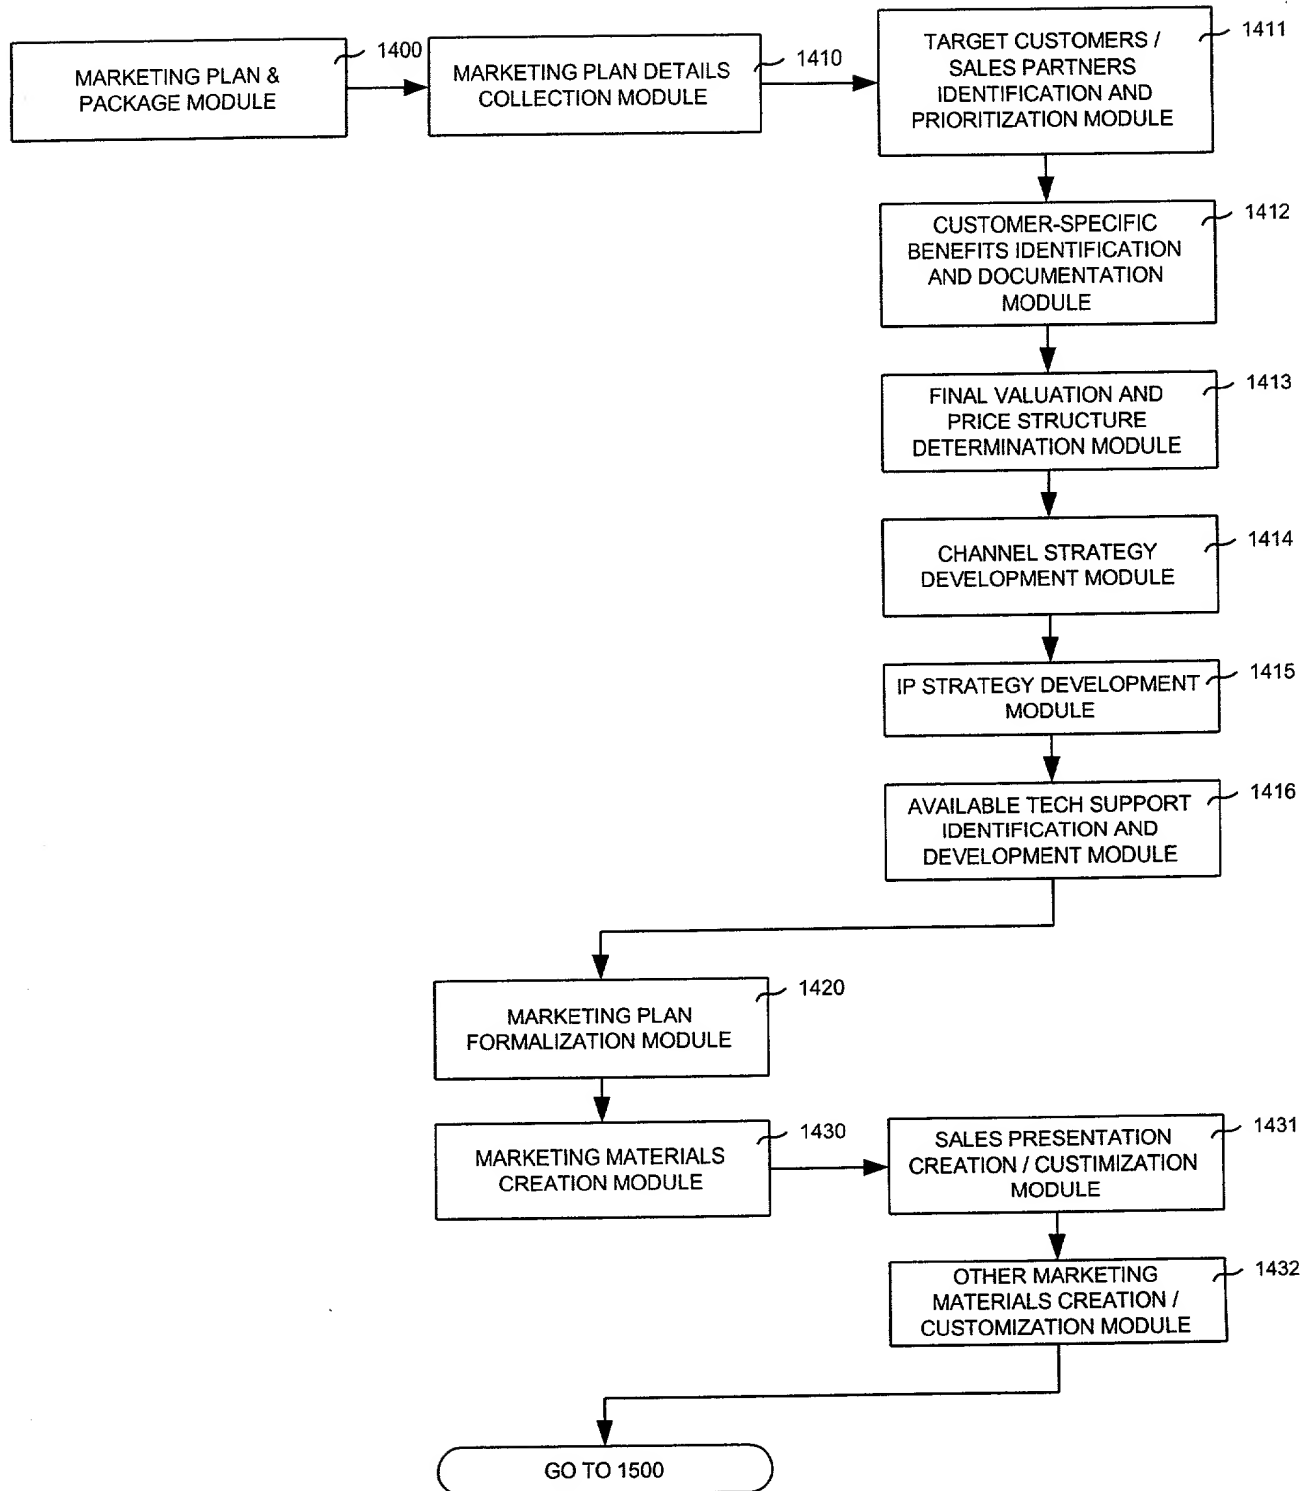 MARKETING PLAN &
PACKAGE MODULE
1400
MARKETING PLAN DETAILS
COLLECTION MODULE
1410
TARGET CUSTOMERS /
SALES PARTNERS
IDENTIFICATION AND
PRIORITIZATION MODULE
1411
CUSTOMER-SPECIFIC
BENEFITS IDENTIFICATION
AND DOCUMENTATION
MODULE
1412
FINAL VALUATION AND
PRICE STRUCTURE
DETERMINATION MODULE
1413
CHANNEL STRATEGY
DEVELOPMENT MODULE
1414
IP STRATEGY DEVELOPMENT
MODULE
1415
AVAILABLE TECH SUPPORT
IDENTIFICATION AND
DEVELOPMENT MODULE
1416
MARKETING PLAN
FORMALIZATION MODULE
1420
MARKETING MATERIALS
CREATION MODULE
1430
SALES PRESENTATION
CREATION / CUSTIMIZATION
MODULE
1431
OTHER MARKETING
MATERIALS CREATION /
CUSTOMIZATION MODULE
1432
GO TO 1500